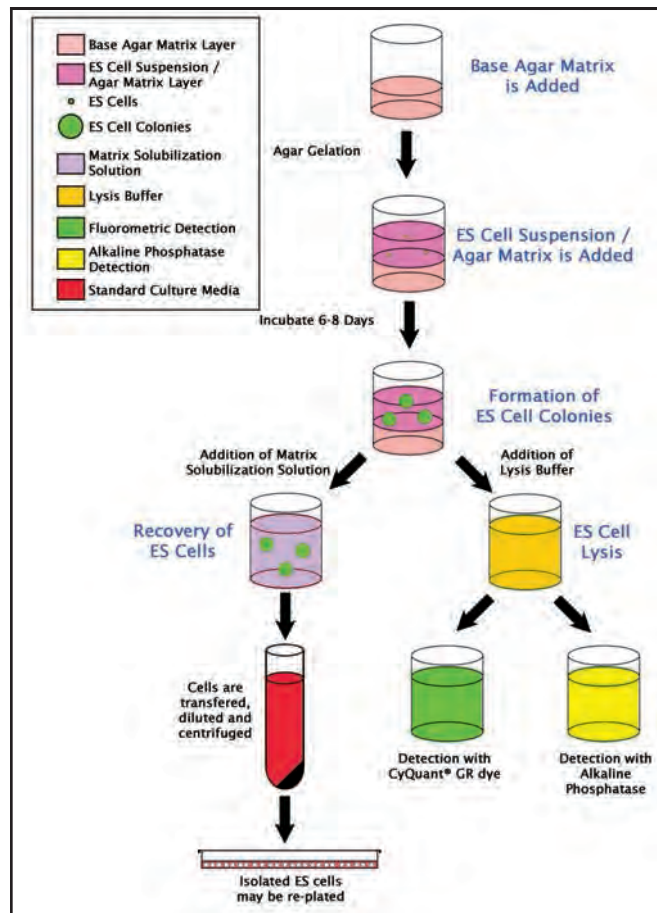 Base Agar Matrix Layer
ES Cell Suspension /
Agar Matrix Layer
ES Cells
ES Cell Colonies
Matrix Solubilization
Solution
Lysis Buffer
Fluorometric Detection
Alkaline Phosphatase
Detection
Standard Culture Media
Base Agar Matrix
is Added
Agar Gelation
ES Cell Suspension /
Agar Matrix is Added
Incubate 6-8 Days
Formation of
ES Cell Colonies
Addition of Matrix
Solubilization Solution
Addition of
Lysis Buffer
Recovery of
ES Cells
ES Cell
Lysis
Cells are
transfered,
diluted and
centrifuged
Detection with
CyQuant® GR dye
Detection with
Alkaline
Phosphatase
Isolated ES cells
may be re-plated